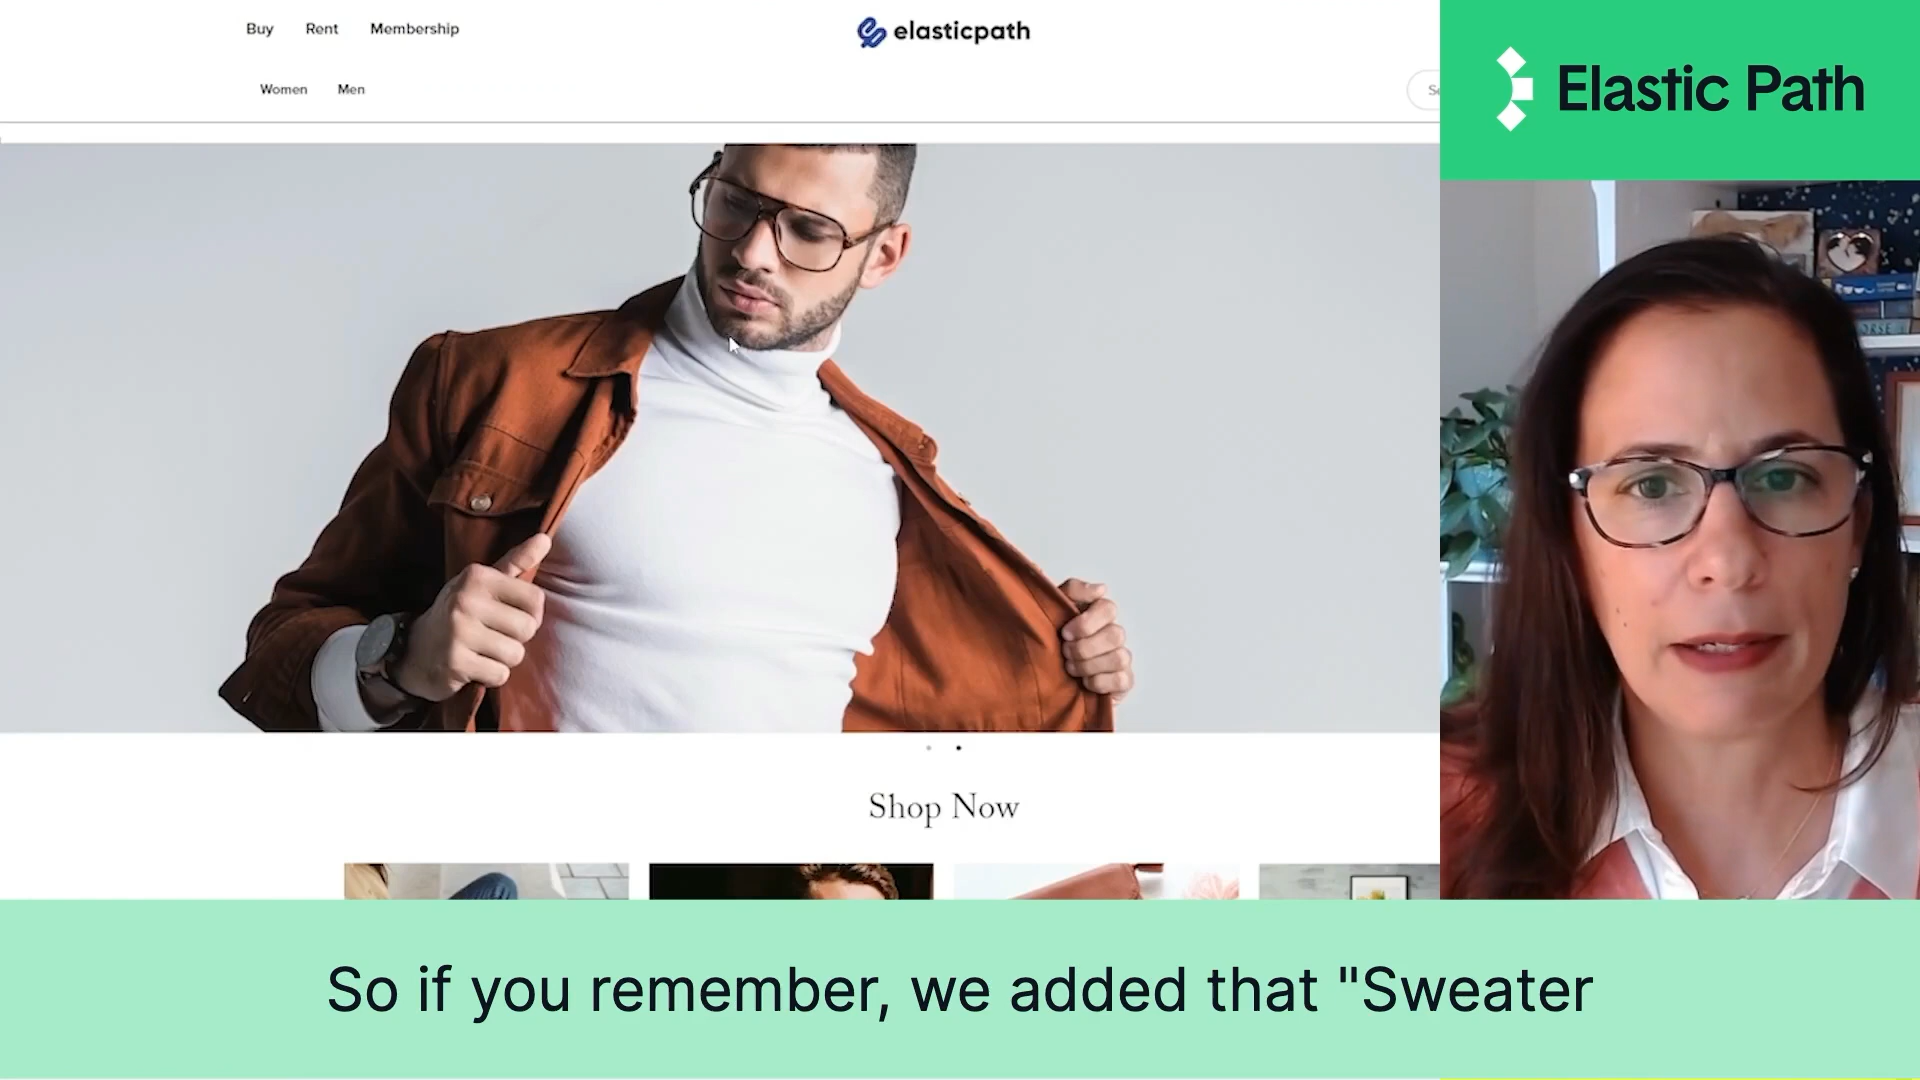 Buy Rent Membership
elasticpath
Elastic Path
Women Men
Shop Now
So if you remember, we added that "Sweater